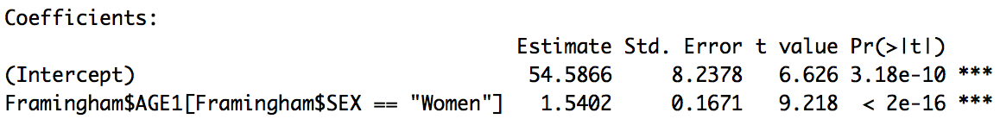 Coefficients:
Estimate Std. Error t value Pr(>|t|)
(Intercept) 54.5866 8.2378 6.626 3.18e-10 ***
Framingham$AGE1[Framingham$SEX == "Women"] 1.5402 0.1671 9.218 < 2e-16 ***